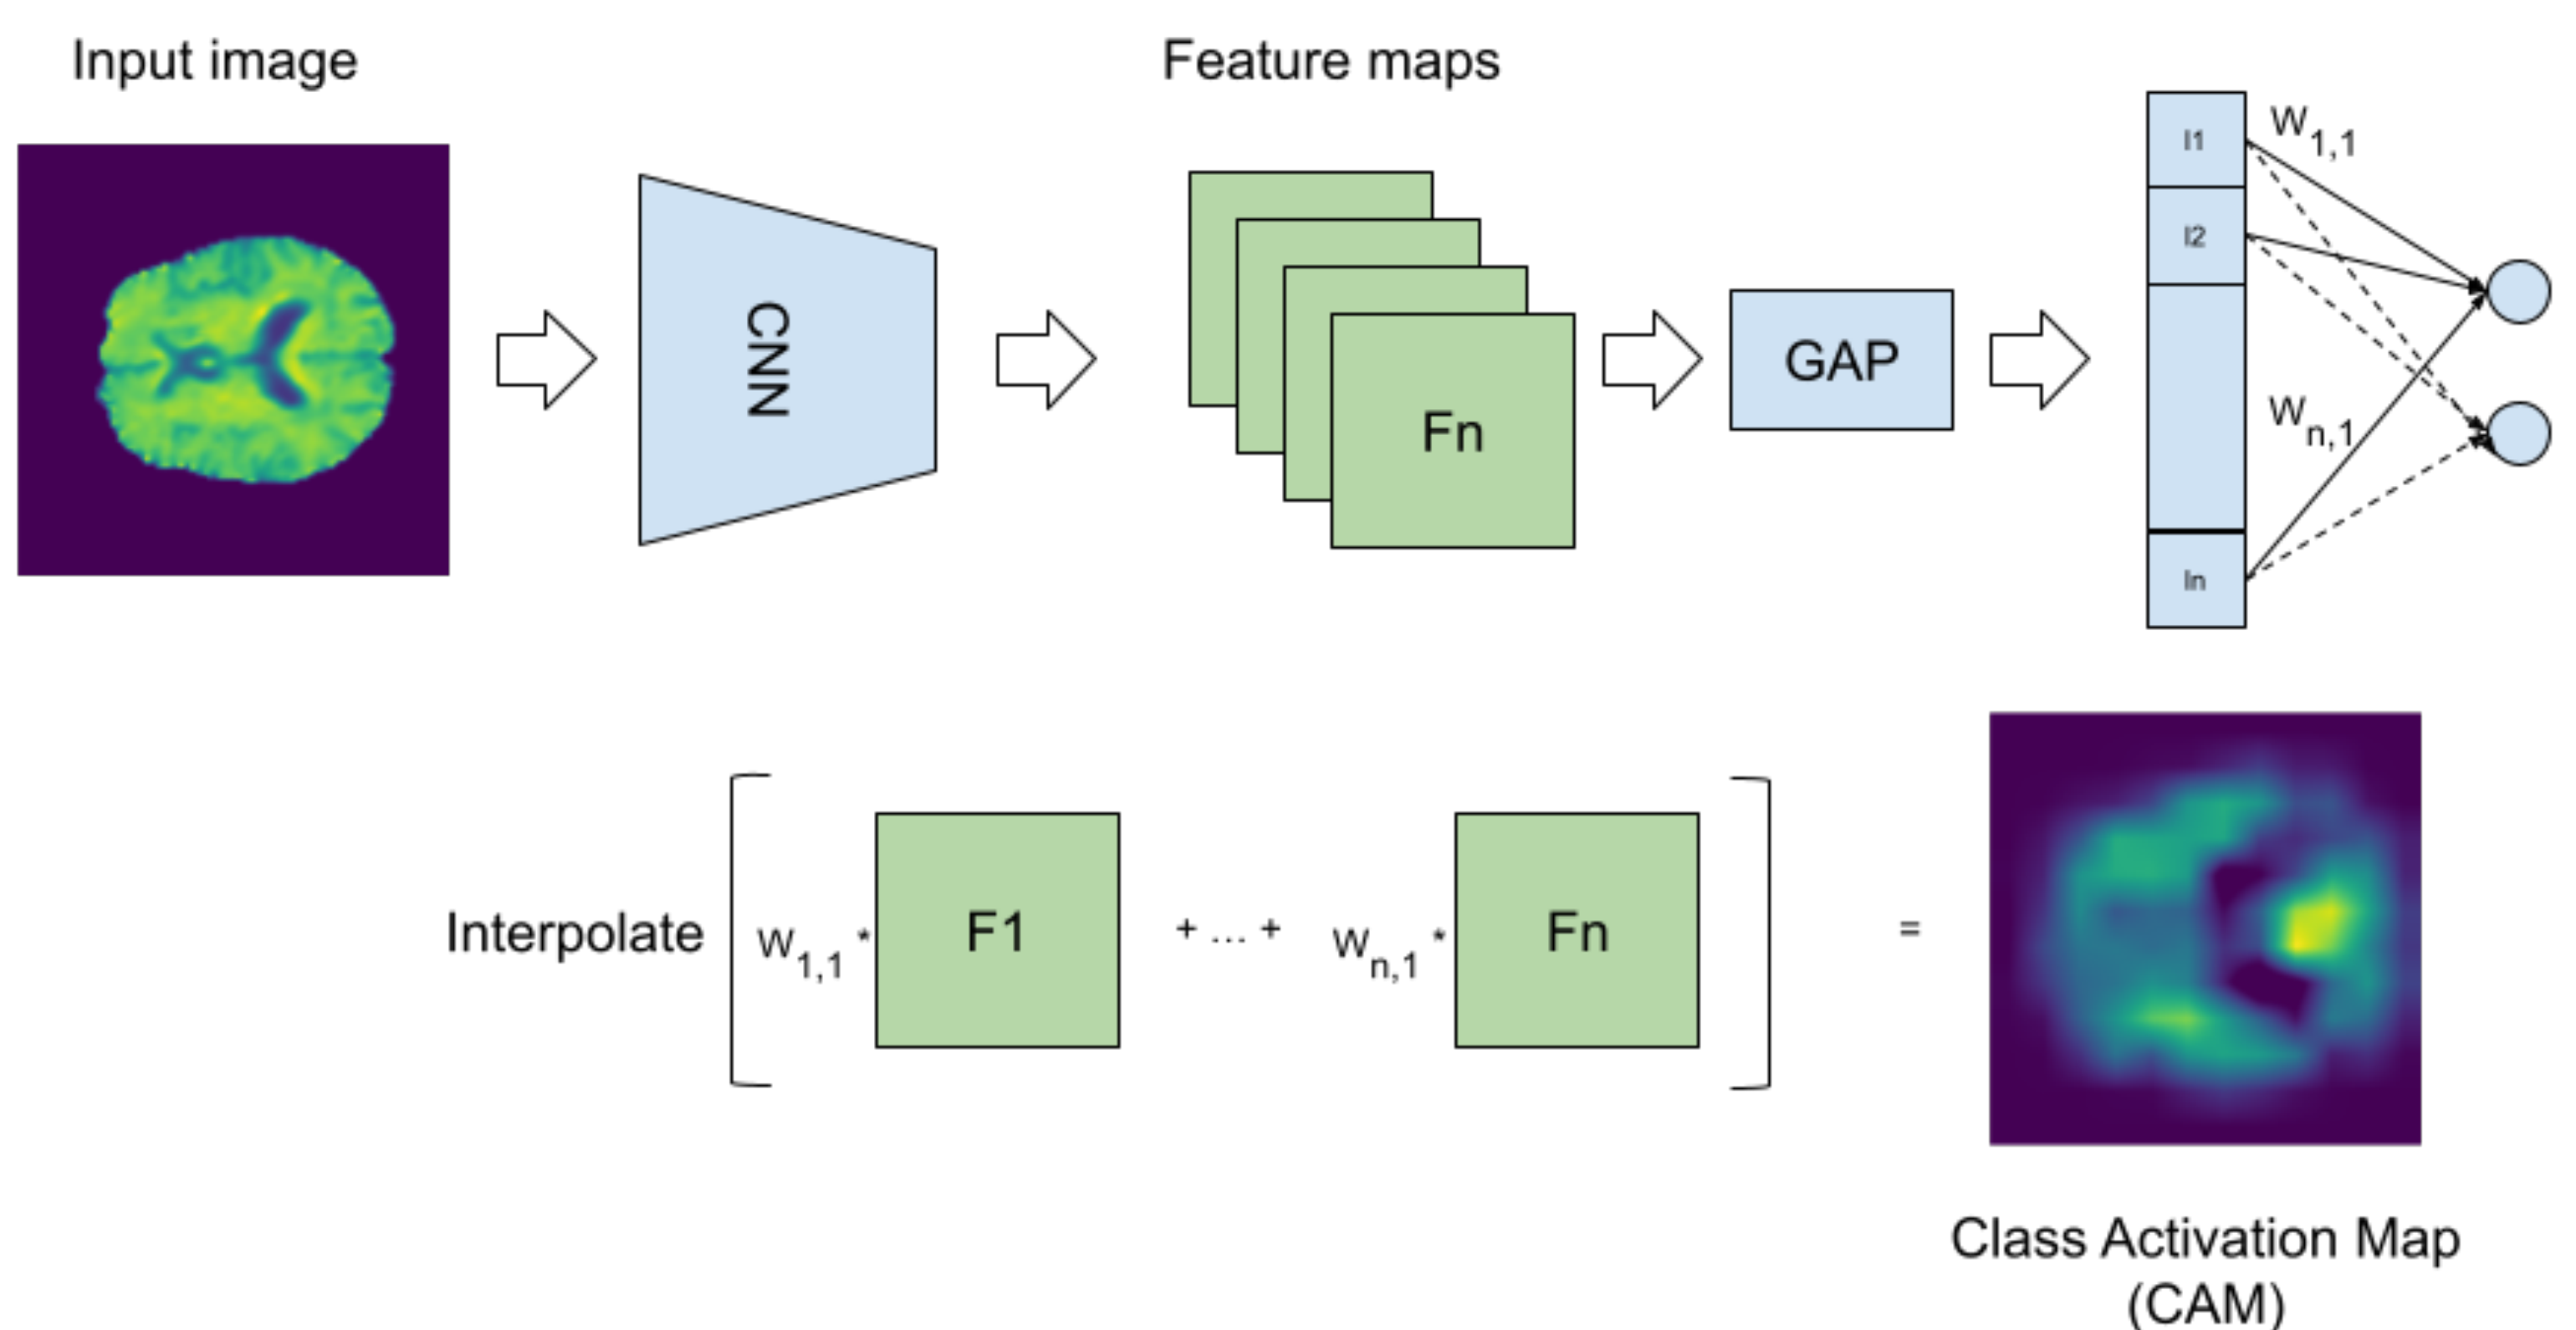 Input image
Feature maps
CNN
Fn
GAP
I1
I2
In
W1,1
Wn,1
Interpolate
W1,1 *
F1
+ ... +
Wn,1 *
Fn
=
Class Activation Map
(CAM)